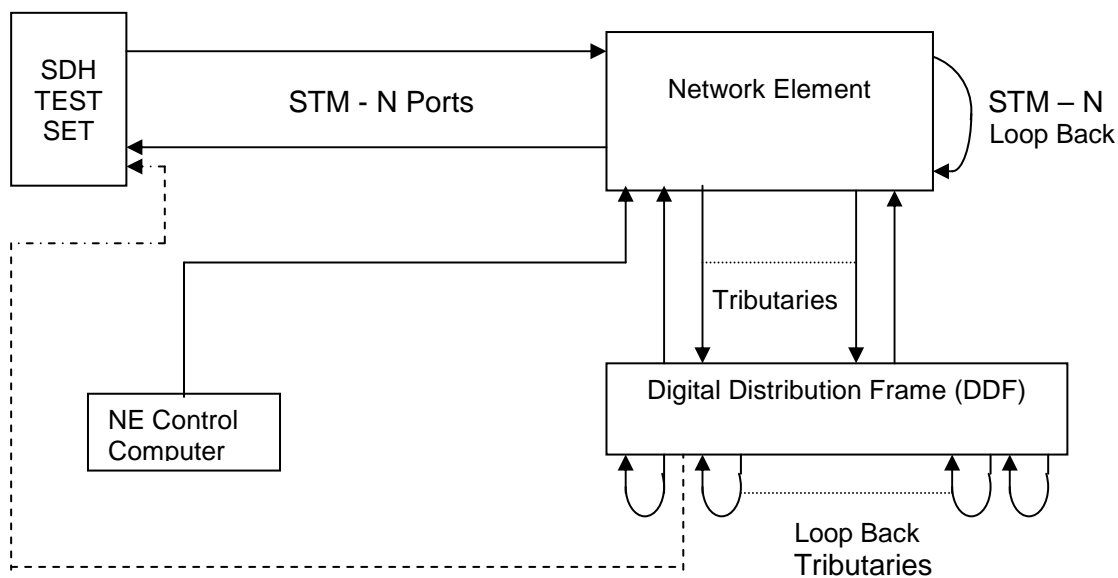 SDH
TEST
SET
STM - N Ports
Network Element
STM – N
Loop Back
Tributaries
Digital Distribution Frame (DDF)
NE Control
Computer
Loop Back
Tributaries